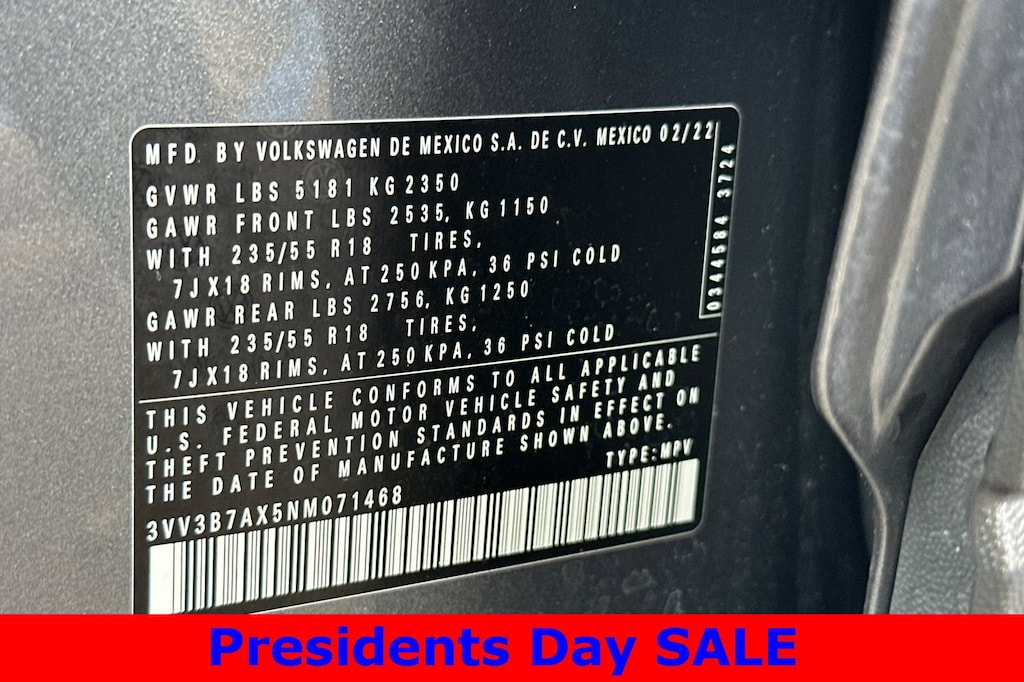 MFD. BY VOLKSWAGEN DE MEXICO S.A. DE C.V. MEXICO 02/22
GVWR LBS 5181 KG 2350
GAWR FRONT LBS 2535, KG 1150
WITH 235/55 R18 TIRES,
7JX18 RIMS, AT 250 KPA, 36 PSI COLD
GAWR REAR LBS 2756, KG 1250
WITH 235/55 R18 TIRES,
7JX18 RIMS, AT 250 KPA, 36 PSI COLD
0344584 3724
THIS VEHICLE CONFORMS TO ALL APPLICABLE
U.S. FEDERAL MOTOR VEHICLE SAFETY AND
THEFT PREVENTION STANDARDS IN EFFECT ON
THE DATE OF MANUFACTURE SHOWN ABOVE.
TYPE:MPV
3VV3B7AX5NM071468
Presidents Day SALE